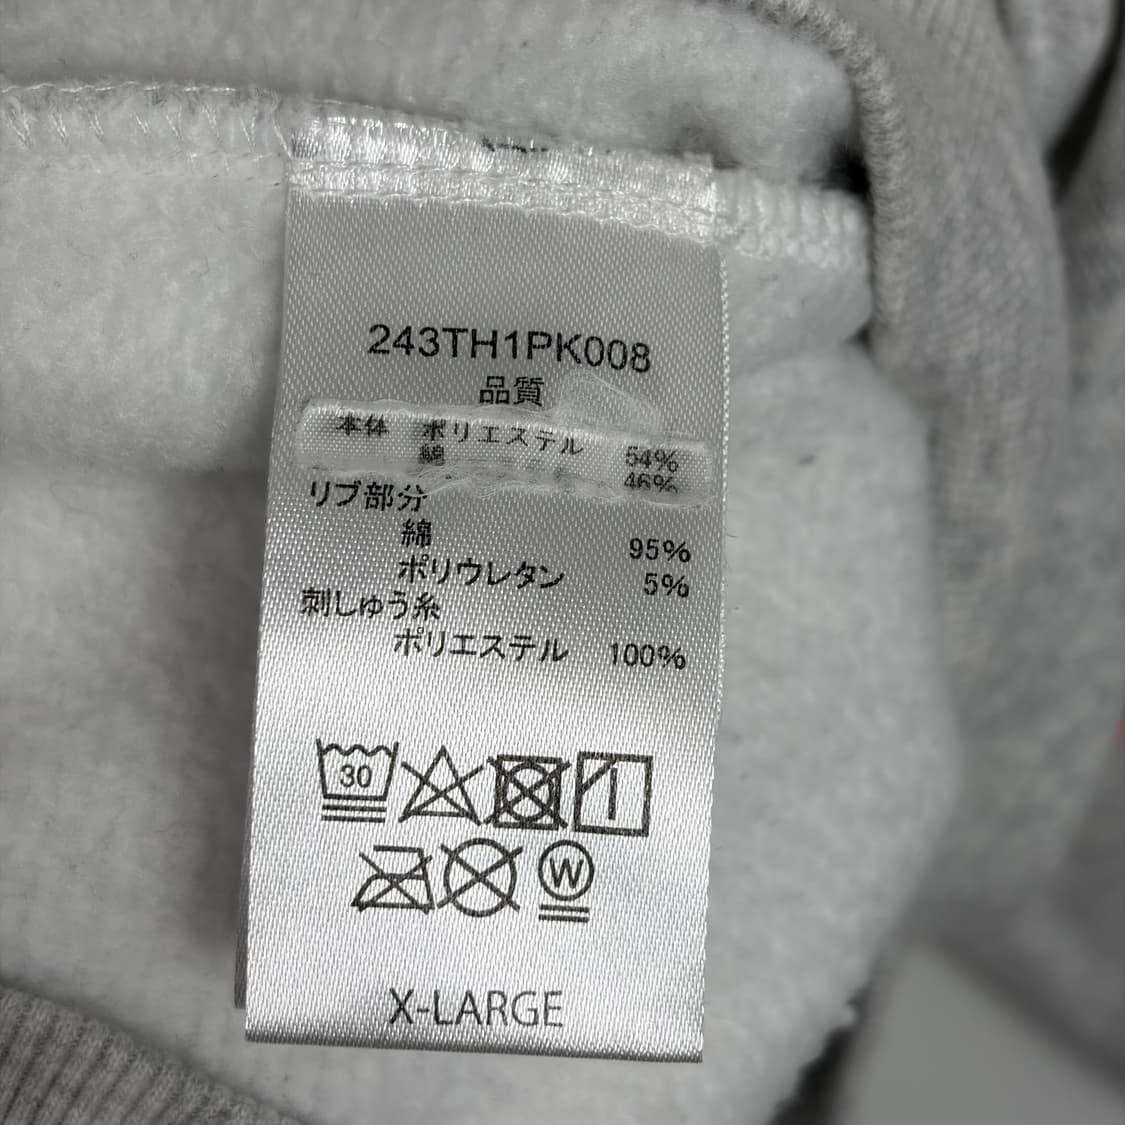 243TH1PK008
品質
本体 ポリエステル 54%
綿 46%
リブ部分
綿 95%
ポリウレタン 5%
刺しゅう糸
ポリエステル 100%
30
W
X-LARGE